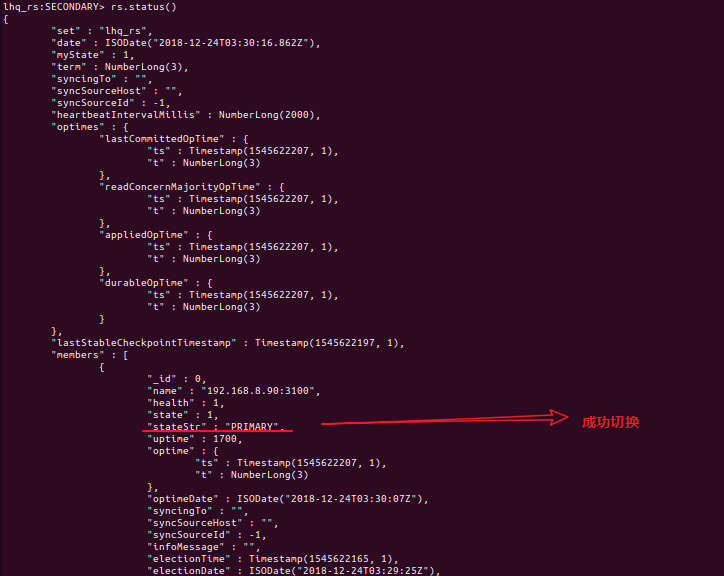 lhq_rs:SECONDARY> rs.status()
{
"set" : "lhq_rs",
"date" : ISODate("2018-12-24T03:30:16.862Z"),
"myState" : 1,
"term" : NumberLong(3),
"syncingTo" : "",
"syncSourceHost" : "",
"syncSourceId" : -1,
"heartbeatIntervalMillis" : NumberLong(2000),
"optimes" : {
"lastCommittedOpTime" : {
"ts" : Timestamp(1545622207, 1),
"t" : NumberLong(3)
},
"readConcernMajorityOpTime" : {
"ts" : Timestamp(1545622207, 1),
"t" : NumberLong(3)
},
"appliedOpTime" : {
"ts" : Timestamp(1545622207, 1),
"t" : NumberLong(3)
},
"durableOpTime" : {
"ts" : Timestamp(1545622207, 1),
"t" : NumberLong(3)
}
},
"lastStableCheckpointTimestamp" : Timestamp(1545622197, 1),
"members" : [
{
"_id" : 0,
"name" : "192.168.8.90:3100",
"health" : 1,
"state" : 1,
"stateStr" : "PRIMARY", 成功切换
"uptime" : 1700,
"optime" : {
"ts" : Timestamp(1545622207, 1),
"t" : NumberLong(3)
},
"optimeDate" : ISODate("2018-12-24T03:30:07Z"),
"syncingTo" : "",
"syncSourceHost" : "",
"syncSourceId" : -1,
"infoMessage" : "",
"electionTime" : Timestamp(1545622165, 1),
"electionDate" : ISODate("2018-12-24T03:29:25Z"),